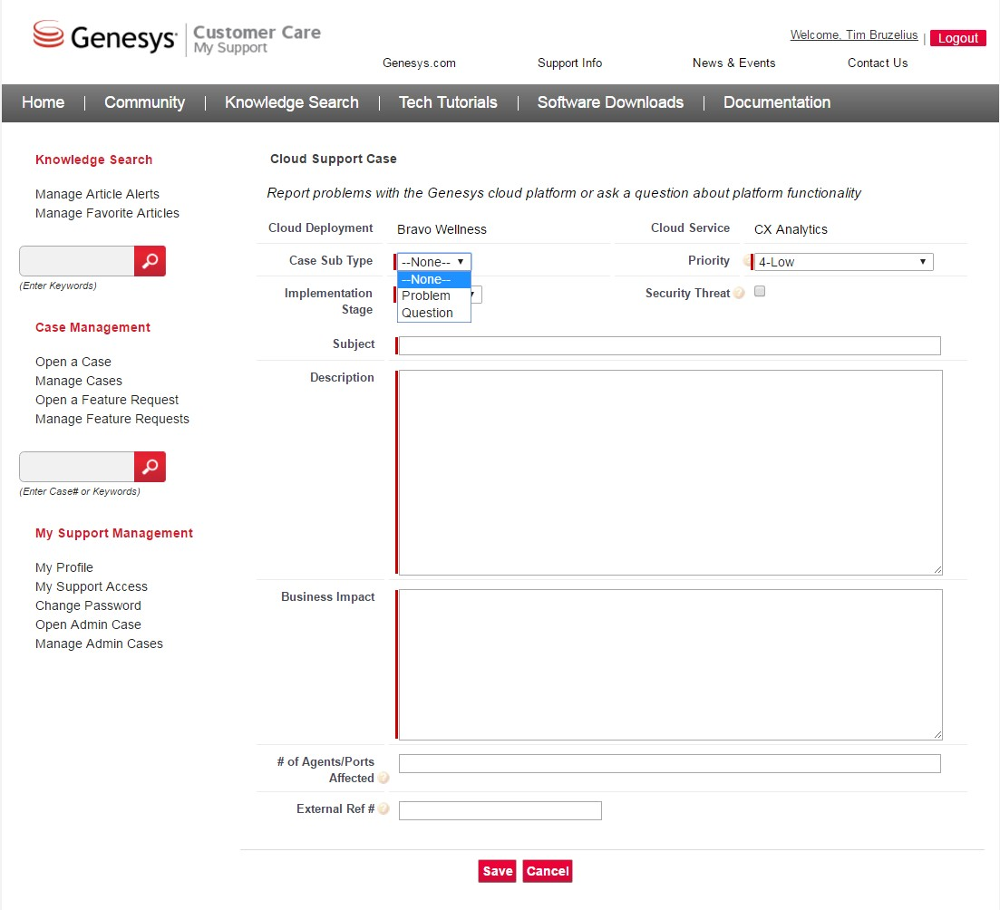 Genesys
Customer Care
My Support
Welcome, Tim Bruzelius | Logout
Genesys.com Support Info News & Events Contact Us
Home | Community | Knowledge Search | Tech Tutorials | Software Downloads | Documentation
Knowledge Search
Manage Article Alerts
Manage Favorite Articles
(Enter Keywords)
Case Management
Open a Case
Manage Cases
Open a Feature Request
Manage Feature Requests
(Enter Case# or Keywords)
My Support Management
My Profile
My Support Access
Change Password
Open Admin Case
Manage Admin Cases
Cloud Support Case
Report problems with the Genesys cloud platform or ask a question about platform functionality
Cloud Deployment Bravo Wellness Cloud Service CX Analytics
Case Sub Type --None-- Priority ? 4-Low
--None--
Problem
Question
Implementation
Stage
Security Threat ?
Subject
Description
Business Impact
# of Agents/Ports
Affected ?
External Ref # ?
Save Cancel